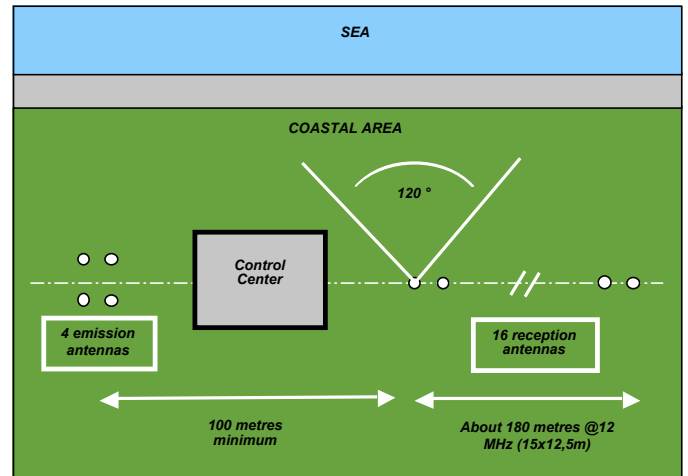 SEA
COASTAL AREA
120 °
Control
Center
4 emission
antennas
16 reception
antennas
100 metres
minimum
About 180 metres @12
MHz (15x12,5m)